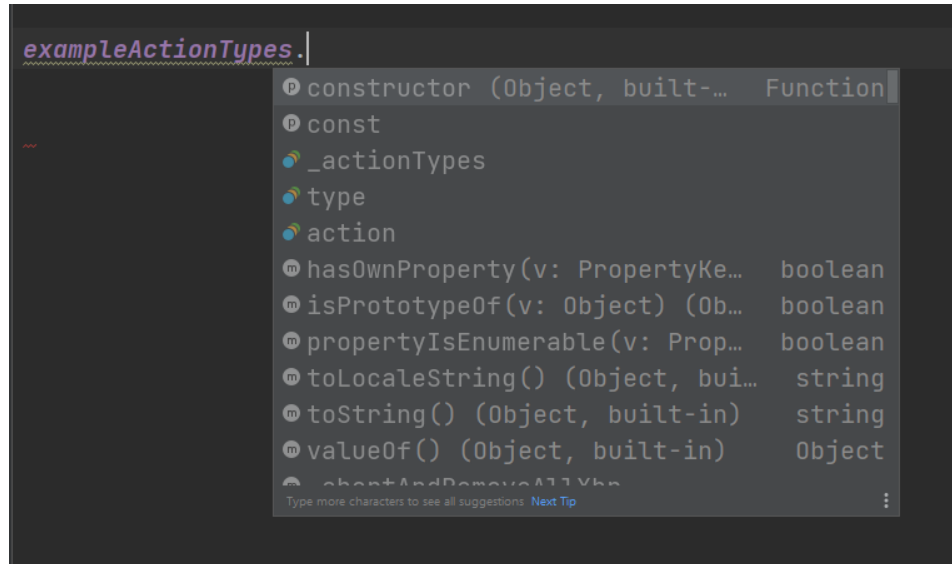 exampleActionTypes.
p constructor (Object, built-… Function
p const
_actionTypes
type
action
m hasOwnProperty(v: PropertyKe… boolean
m isPrototypeOf(v: Object) (Ob… boolean
m propertyIsEnumerable(v: Prop… boolean
m toLocaleString() (Object, bui… string
m toString() (Object, built-in) string
m valueOf() (Object, built-in) Object
m _abortAndRemoveAllXhr
Type more characters to see all suggestions Next Tip